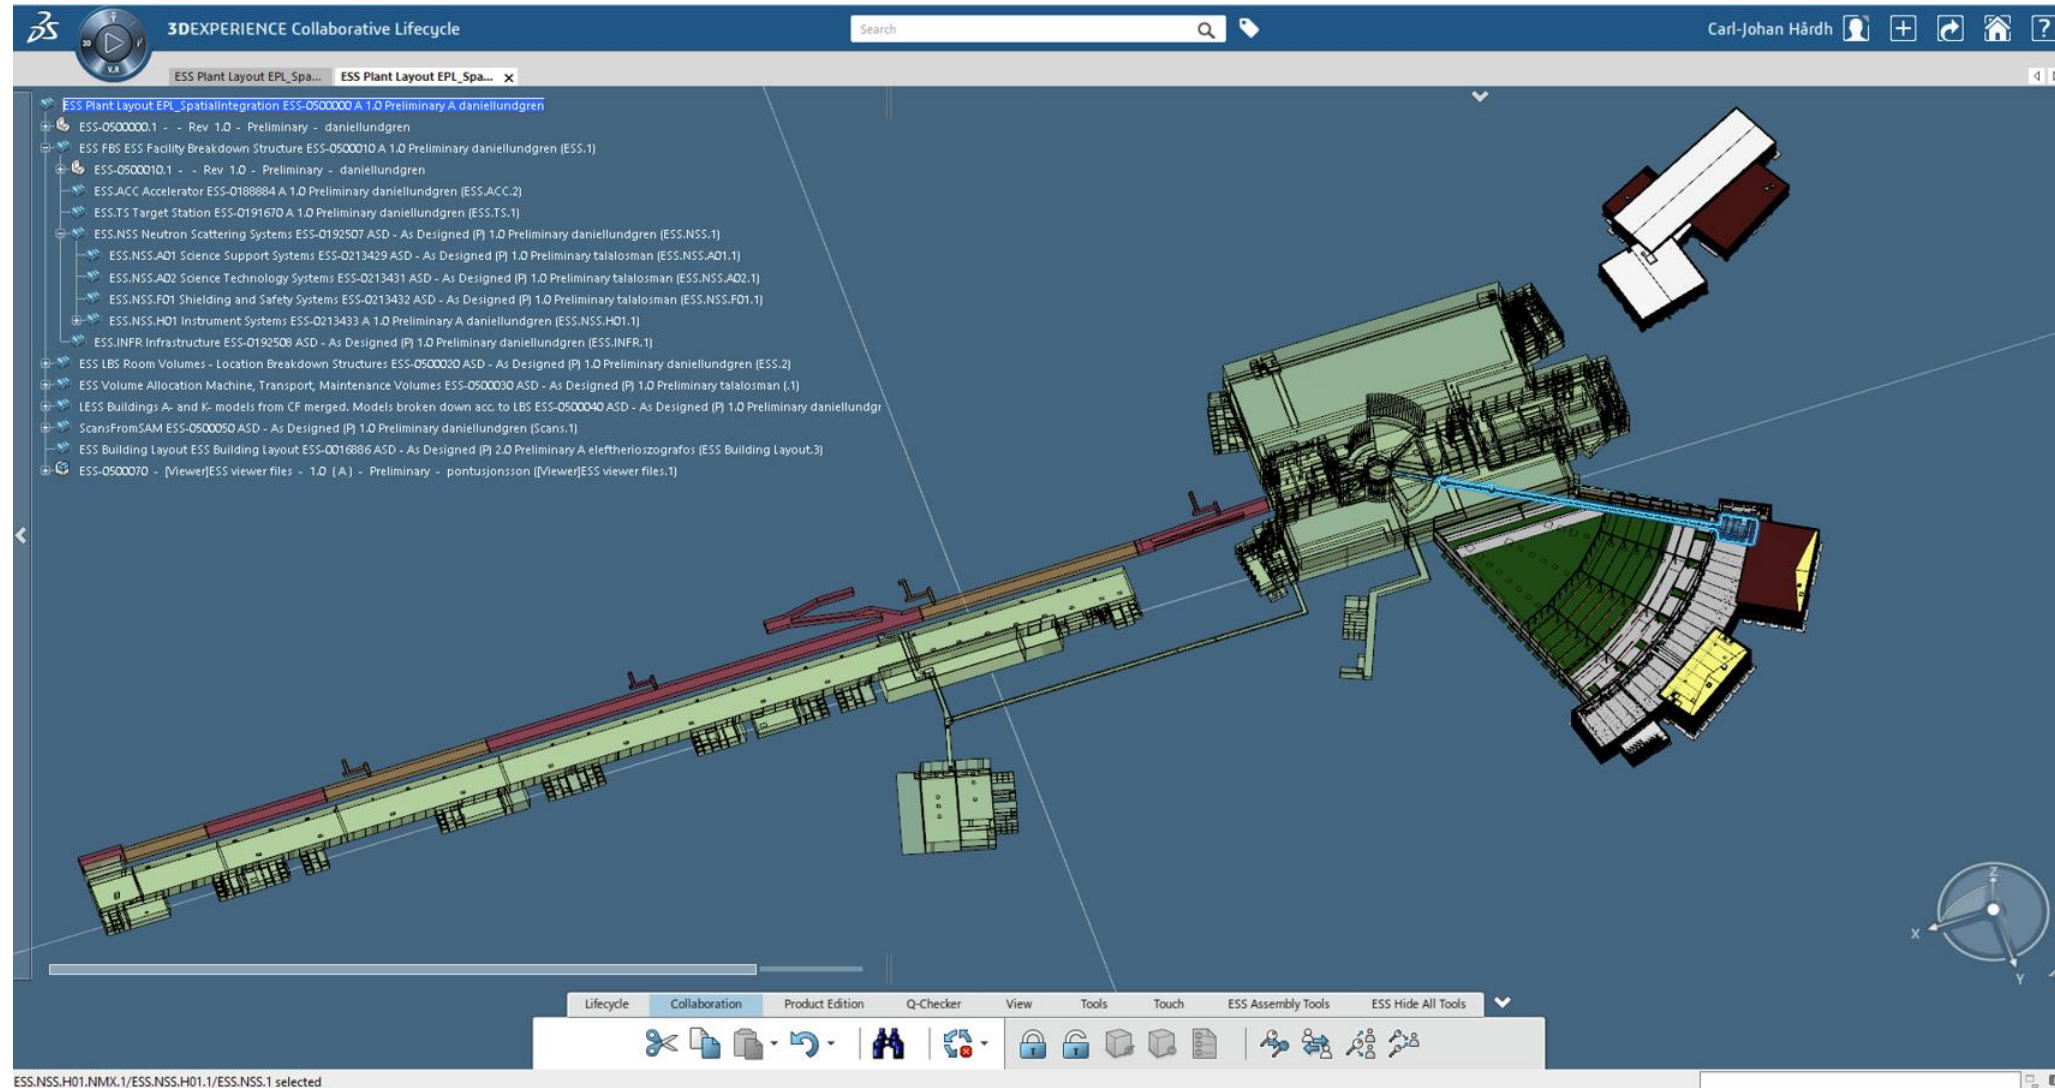 3DEXPERIENCE Collaborative Lifecycle
Search
Carl-Johan Hårdh
3D
V.R
ESS Plant Layout EPL_Spa...
ESS Plant Layout EPL_Spa... x
ESS Plant Layout EPL_SpatialIntegration ESS-0500000 A 1.0 Preliminary A daniellundgren
ESS-0500000.1 - - Rev 1.0 - Preliminary - daniellundgren
ESS FBS ESS Facility Breakdown Structure ESS-0500010 A 1.0 Preliminary daniellundgren (ESS.1)
ESS-0500010.1 - - Rev 1.0 - Preliminary - daniellundgren
ESS.ACC Accelerator ESS-0188884 A 1.0 Preliminary daniellundgren (ESS.ACC.2)
ESS.TS Target Station ESS-0191670 A 1.0 Preliminary daniellundgren (ESS.TS.1)
ESS.NSS Neutron Scattering Systems ESS-0192507 ASD - As Designed (P) 1.0 Preliminary daniellundgren (ESS.NSS.1)
ESS.NSS.A01 Science Support Systems ESS-0213429 ASD - As Designed (P) 1.0 Preliminary talalosman (ESS.NSS.A01.1)
ESS.NSS.A02 Science Technology Systems ESS-0213431 ASD - As Designed (P) 1.0 Preliminary talalosman (ESS.NSS.A02.1)
ESS.NSS.F01 Shielding and Safety Systems ESS-0213432 ASD - As Designed (P) 1.0 Preliminary talalosman (ESS.NSS.F01.1)
ESS.NSS.H01 Instrument Systems ESS-0213433 A 1.0 Preliminary A daniellundgren (ESS.NSS.H01.1)
ESS.INFR Infrastructure ESS-0192508 ASD - As Designed (P) 1.0 Preliminary daniellundgren (ESS.INFR.1)
ESS LBS Room Volumes - Location Breakdown Structures ESS-0500020 ASD - As Designed (P) 1.0 Preliminary daniellundgren (ESS.2)
ESS Volume Allocation Machine, Transport, Maintenance Volumes ESS-0500030 ASD - As Designed (P) 1.0 Preliminary talalosman (.1)
LESS Buildings A- and K- models from CF merged. Models broken down acc. to LBS ESS-0500040 ASD - As Designed (P) 1.0 Preliminary daniellundgr
ScansFromSAM ESS-0500050 ASD - As Designed (P) 1.0 Preliminary daniellundgren (Scans.1)
ESS Building Layout ESS Building Layout ESS-0016886 ASD - As Designed (P) 2.0 Preliminary A eleftherioszografos (ESS Building Layout.3)
ESS-0500070 - [Viewer]ESS viewer files - 1.0 (A) - Preliminary - pontusjonsson ([Viewer]ESS viewer files.1)
Z
X
Y
Lifecycle Collaboration Product Edition Q-Checker View Tools Touch ESS Assembly Tools ESS Hide All Tools
ESS.NSS.H01.NMX.1/ESS.NSS.H01.1/ESS.NSS.1 selected